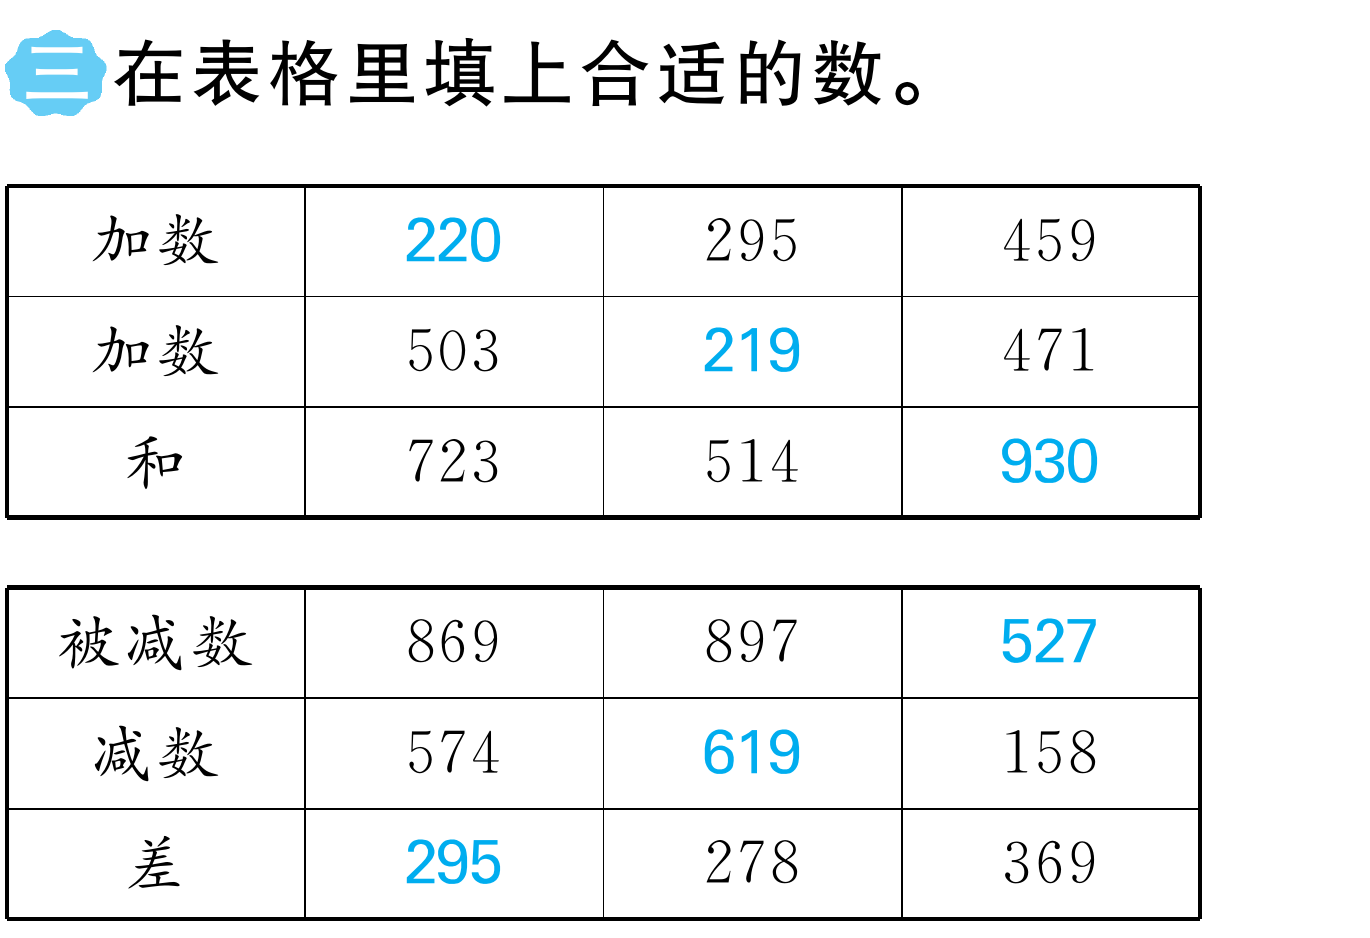 三 在表格里填上合适的数。
加数 220 295 459
加数 503 219 471
和 723 514 930
被减数 869 897 527
减数 574 619 158
差 295 278 369